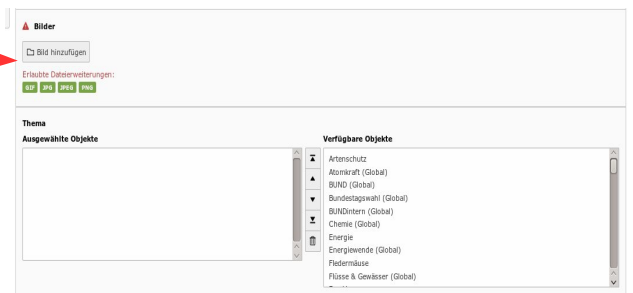 Bilder
Bild hinzufügen
Erlaubte Dateierweiterungen:
GIF JPG JPEG PNG
Thema
Ausgewählte Objekte
Verfügbare Objekte
Artenschutz
Atomkraft (Global)
BUND (Global)
Bundestagswahl (Global)
BUNDintern (Global)
Chemie (Global)
Energie
Energiewende (Global)
Fledermäuse
Flüsse & Gewässer (Global)